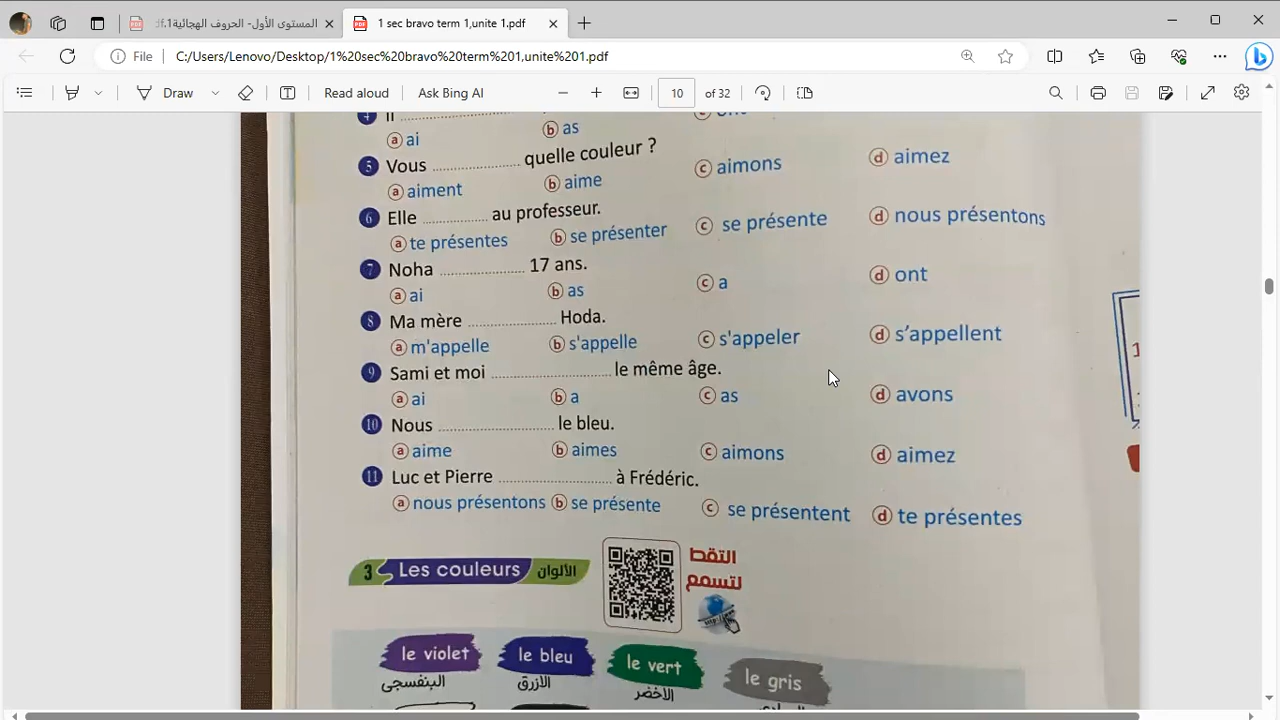 المستوى الأول- الحروف الهجائية1.f:
1 sec bravo term 1,unite 1.pdf
File C:/Users/Lenovo/Desktop/1%20sec%20bravo%20term%201,unite%201.pdf
Draw Read aloud Ask Bing AI 10 of 32
4 Il
a ai b as c ont
5 Vous .................... quelle couleur ?
a aiment b aime c aimons d aimez
6 Elle ............... au professeur.
a te présentes b se présenter c se présente d nous présentons
7 Noha .................... 17 ans.
a ai b as c a d ont
8 Ma mère .................... Hoda.
a m'appelle b s'appelle c s'appeler d s'appellent
9 Sami et moi ........................... le même âge.
a ai b a c as d avons
10 Nous .......................... le bleu.
a aime b aimes c aimons d aimez
11 Luc et Pierre ......................... à Frédéric.
a nous présentons b se présente c se présentent d te présentes
3 Les couleurs الألوان
التقط
لتسمع
le violet le bleu le vert le gris
البنفسجى الأزرق الأخضر